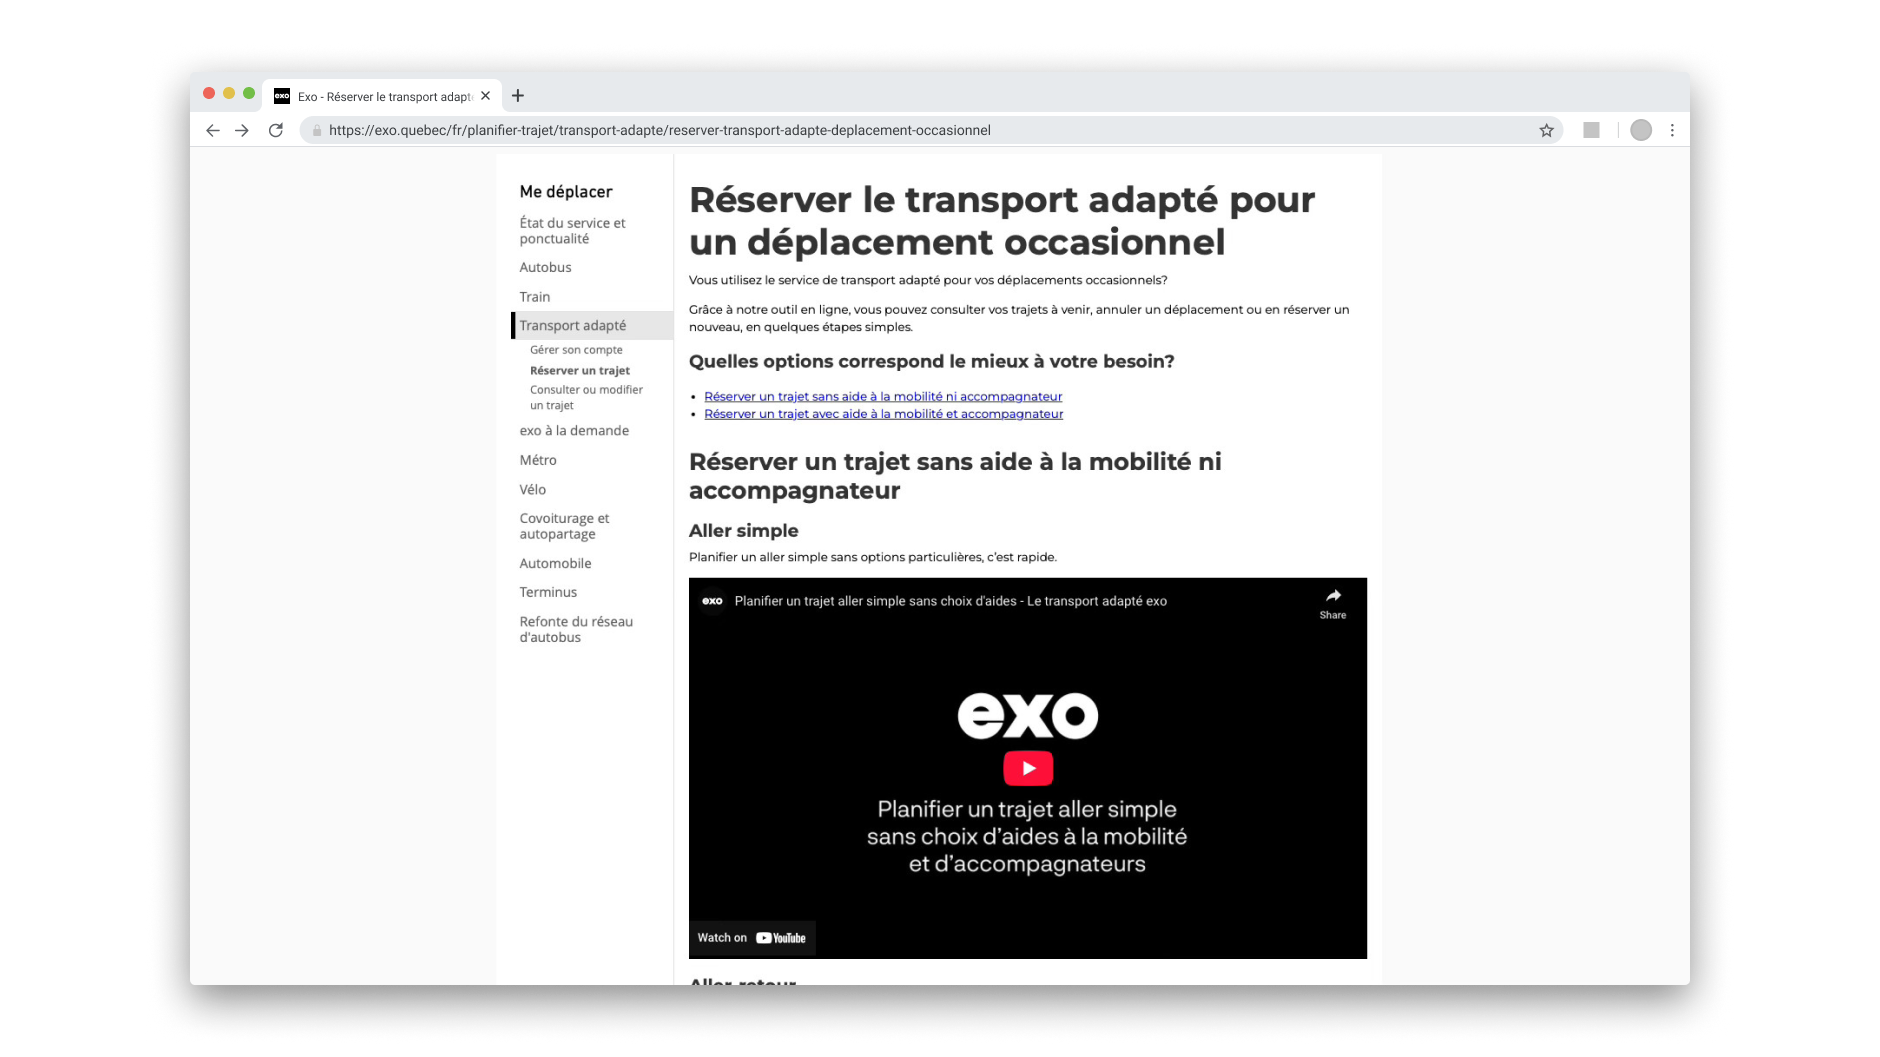 exo Exo - Réserver le transport adapt
https://exo.quebec/fr/planifier-trajet/transport-adapte/reserver-transport-adapte-deplacement-occasionnel
Me déplacer
État du service et
ponctualité
Autobus
Train
Transport adapté
Gérer son compte
Réserver un trajet
Consulter ou modifier
un trajet
exo à la demande
Métro
Vélo
Covoiturage et
autopartage
Automobile
Terminus
Refonte du réseau
d'autobus
Réserver le transport adapté pour
un déplacement occasionnel
Vous utilisez le service de transport adapté pour vos déplacements occasionnels?
Grâce à notre outil en ligne, vous pouvez consulter vos trajets à venir, annuler un déplacement ou en réserver un
nouveau, en quelques étapes simples.
Quelles options correspond le mieux à votre besoin?
• Réserver un trajet sans aide à la mobilité ni accompagnateur
• Réserver un trajet avec aide à la mobilité et accompagnateur
Réserver un trajet sans aide à la mobilité ni
accompagnateur
Aller simple
Planifier un aller simple sans options particulières, c’est rapide.
exo Planifier un trajet aller simple sans choix d'aides - Le transport adapté exo
Share
exo
Planifier un trajet aller simple
sans choix d’aides à la mobilité
et d’accompagnateurs
Watch on YouTube
Aller-retour